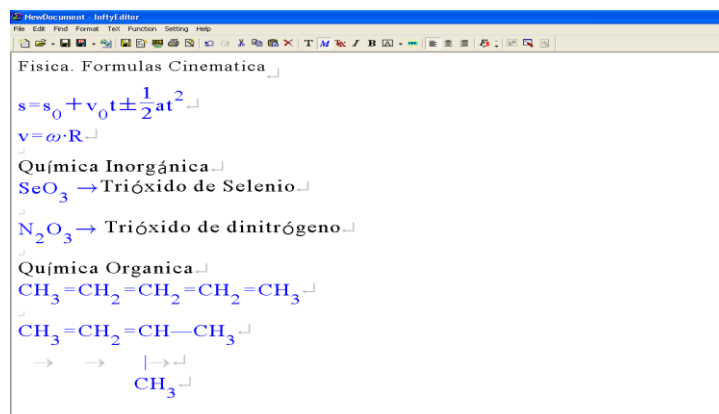 NewDocument - InftyEditor
File Edit Find Format TeX Function Setting Help
T M Tex I B A
Fisica. Formulas Cinematica
s=s₀+v₀t±½at²
v=ω·R
Química Inorgánica
SeO₃ →Trióxido de Selenio
N₂O₃→ Trióxido de dinitrógeno
Química Organica
CH₃=CH₂=CH₂=CH₂=CH₃
CH₃=CH₂=CH—CH₃
→ → |→
CH₃